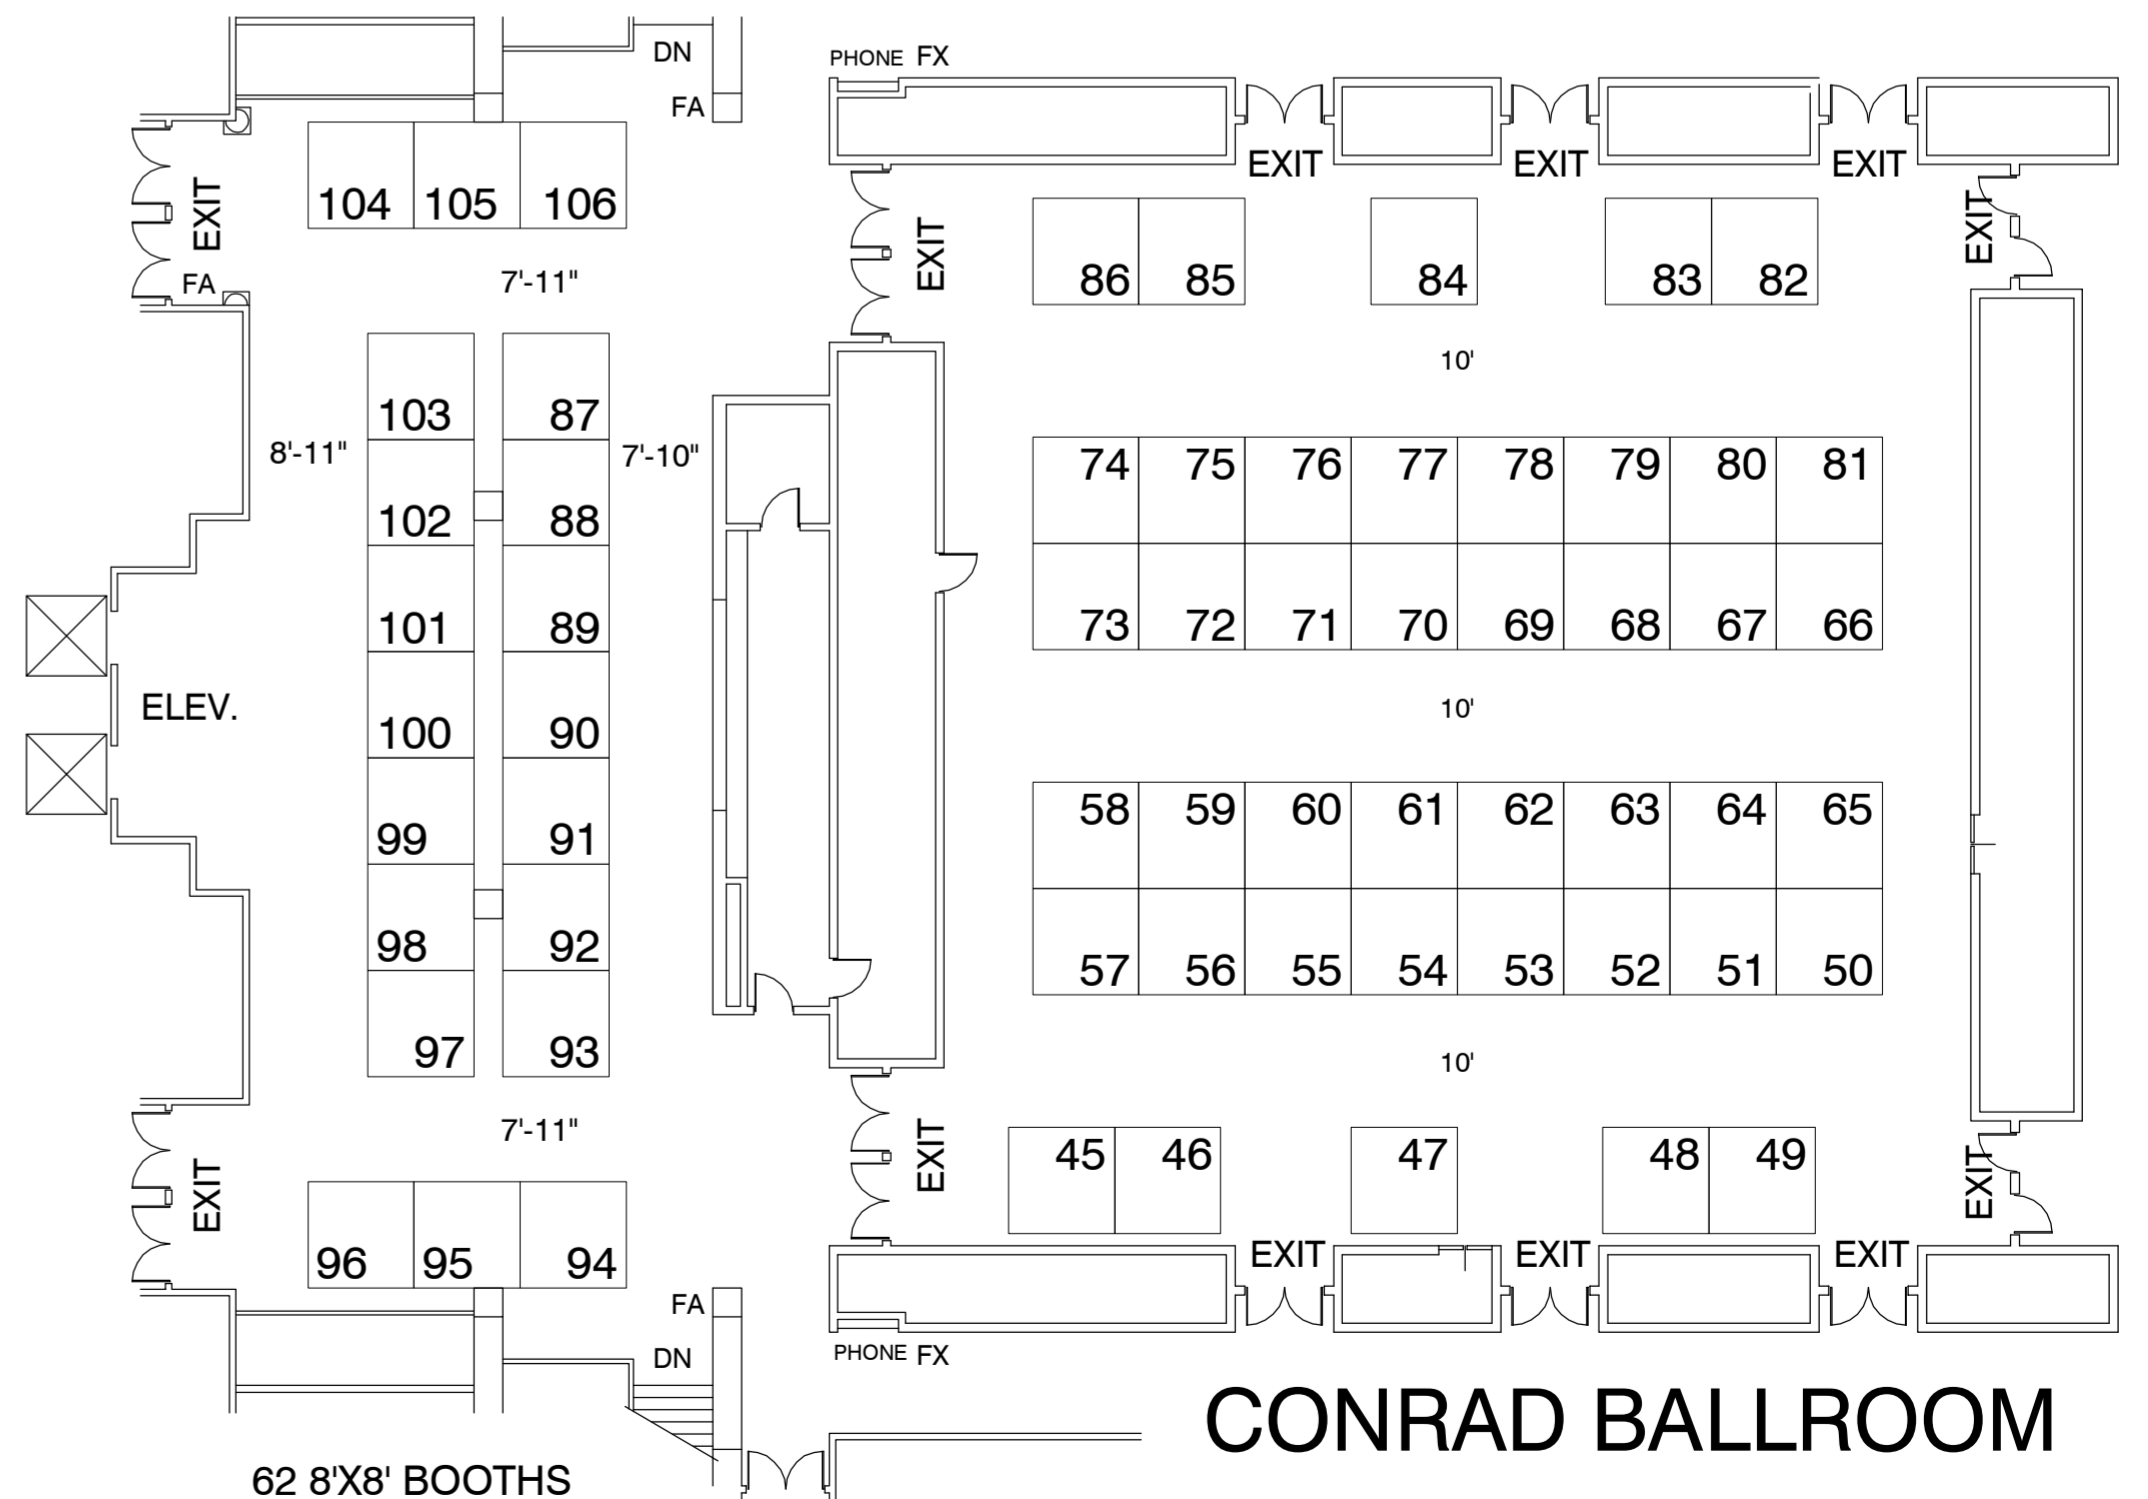 DN
PHONE FX
FA
EXIT EXIT EXIT
104 105 106
EXIT
EXIT
EXIT
FA
86 85 84 83 82
7'-11"
10'
103 87
8'-11" 7'-10"
74 75 76 77 78 79 80 81
102 88
101 89
73 72 71 70 69 68 67 66
ELEV.
10'
100 90
58 59 60 61 62 63 64 65
99 91
98 92
57 56 55 54 53 52 51 50
97 93
10'
7'-11"
45 46 47 48 49
EXIT
EXIT
EXIT
96 95 94
EXIT EXIT EXIT
FA
DN
PHONE FX
CONRAD BALLROOM
62 8'X8' BOOTHS